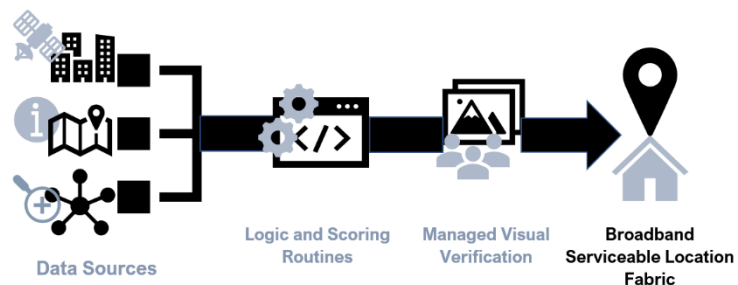 </>
Logic and Scoring
Routines
Managed Visual
Verification
Broadband
Serviceable Location
Fabric
Data Sources